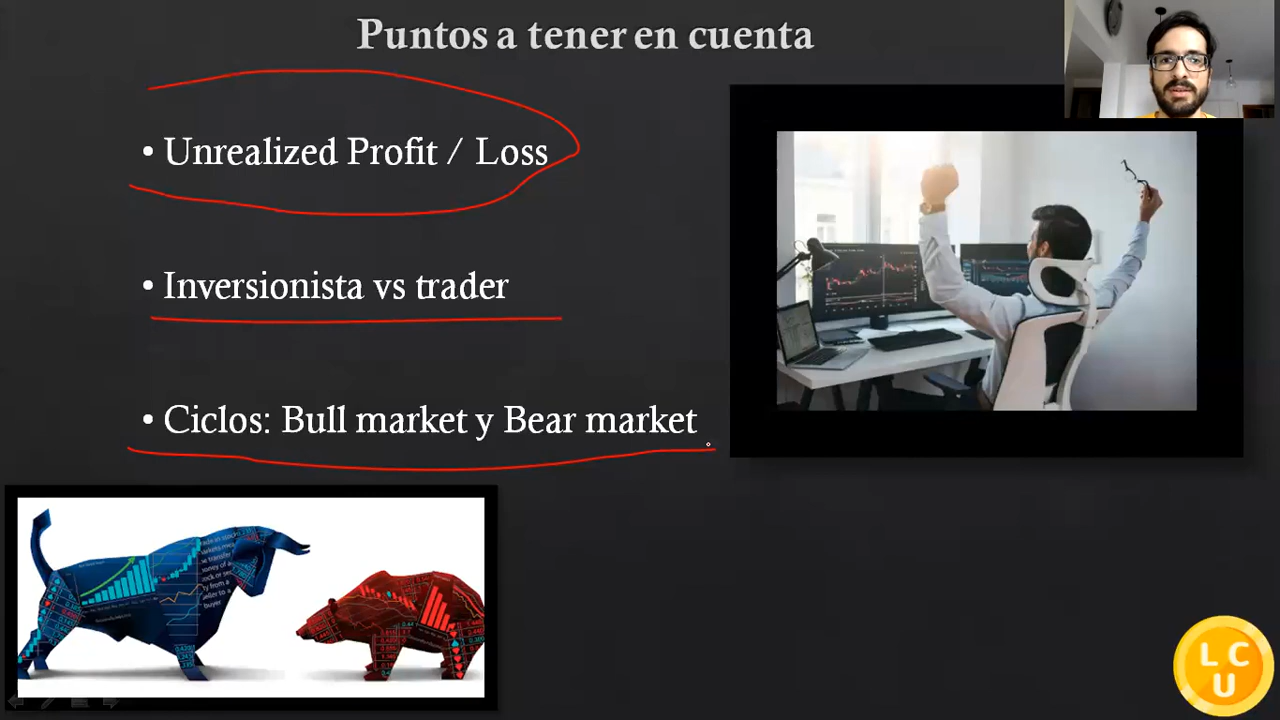 Puntos a tener en cuenta
• Unrealized Profit / Loss
• Inversionista vs trader
• Ciclos: Bull market y Bear market
L C
U